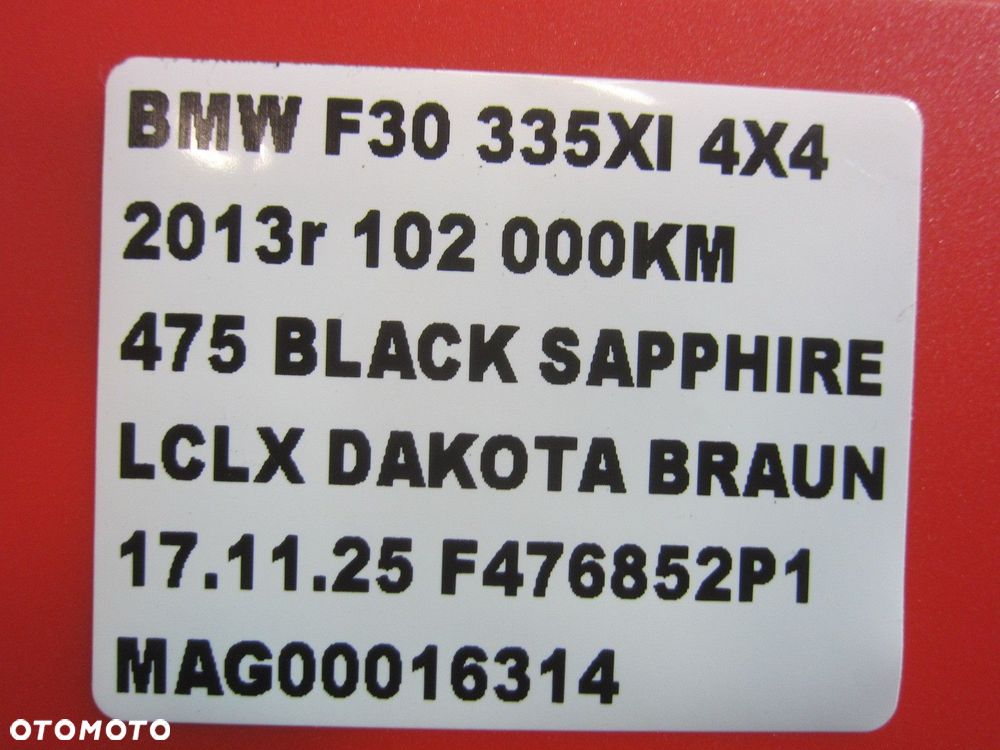 BMW F30 335XI 4X4
2013r 102 000KM
475 BLACK SAPPHIRE
LCLX DAKOTA BRAUN
17.11.25 F476852P1
MAG00016314
OTOMOTO